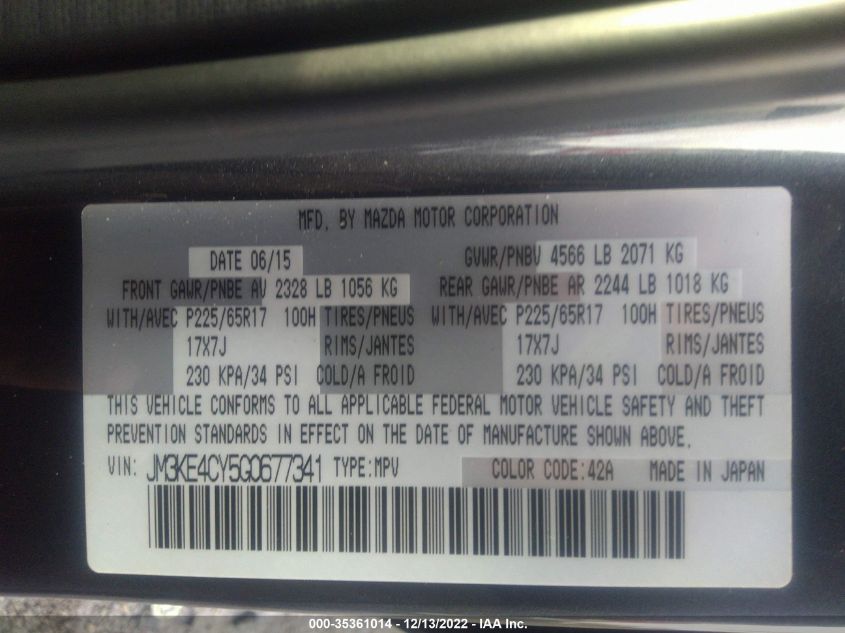 MFD. BY MAZDA MOTOR CORPORATION
DATE 06/15 GVWR/PNBV 4566 LB 2071 KG
FRONT GAWR/PNBE AV 2328 LB 1056 KG REAR GAWR/PNBE AR 2244 LB 1018 KG
WITH/AVEC P225/65R17 100H TIRES/PNEUS WITH/AVEC P225/65R17 100H TIRES/PNEUS
17X7J RIMS/JANTES 17X7J RIMS/JANTES
230 KPA/34 PSI COLD/A FROID 230 KPA/34 PSI COLD/A FROID
THIS VEHICLE CONFORMS TO ALL APPLICABLE FEDERAL MOTOR VEHICLE SAFETY AND THEFT
PREVENTION STANDARDS IN EFFECT ON THE DATE OF MANUFACTURE SHOWN ABOVE.
VIN: JM3KE4CY5G0677341 TYPE:MPV COLOR CODE:42A MADE IN JAPAN
000-35361014 - 12/13/2022 - IAA Inc.